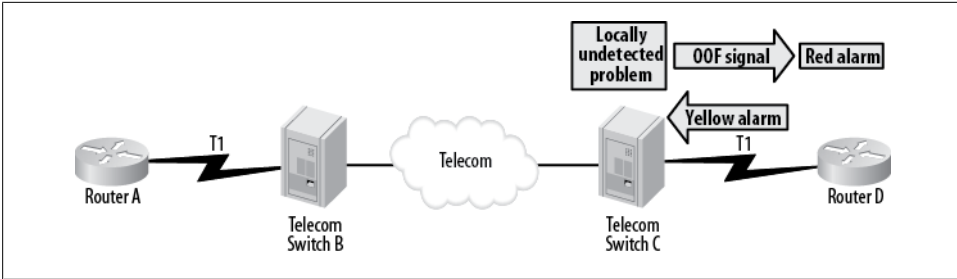 Locally
undetected
problem
OOF signal
Red alarm
Yellow alarm
T1
Telecom
T1
Router A
Telecom
Switch B
Telecom
Switch C
Router D